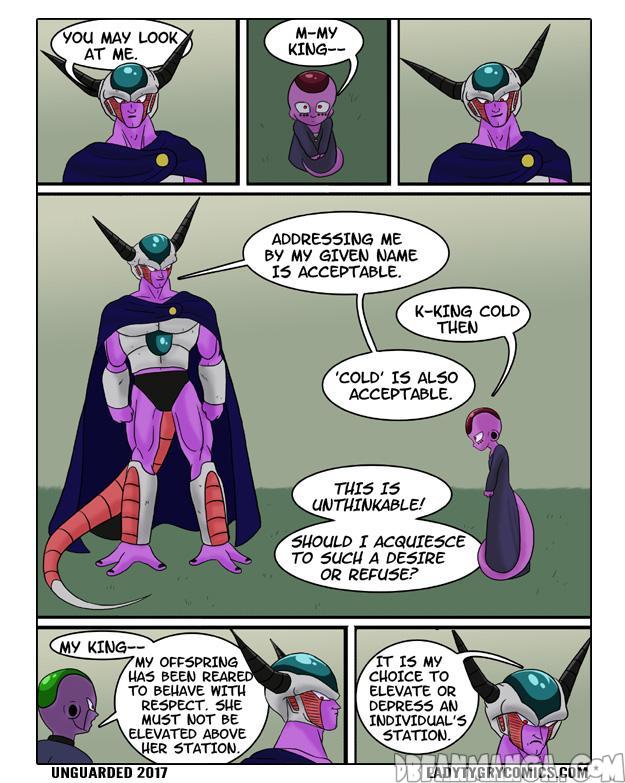 YOU MAY LOOK
AT ME.
M-MY
KING--
ADDRESSING ME
BY MY GIVEN NAME
IS ACCEPTABLE.
K-KING COLD
THEN
'COLD' IS ALSO
ACCEPTABLE.
THIS IS
UNTHINKABLE!
SHOULD I ACQUIESCE
TO SUCH A DESIRE
OR REFUSE?
MY KING--
MY OFFSPRING
HAS BEEN REARED
TO BEHAVE WITH
RESPECT. SHE
MUST NOT BE
ELEVATED ABOVE
HER STATION.
IT IS MY
CHOICE TO
ELEVATE OR
DEPRESS AN
INDIVIDUAL'S
STATION.
UNGUARDED 2017
LADYTYGRYCOMICS.COM
DBEANMANGA.COM